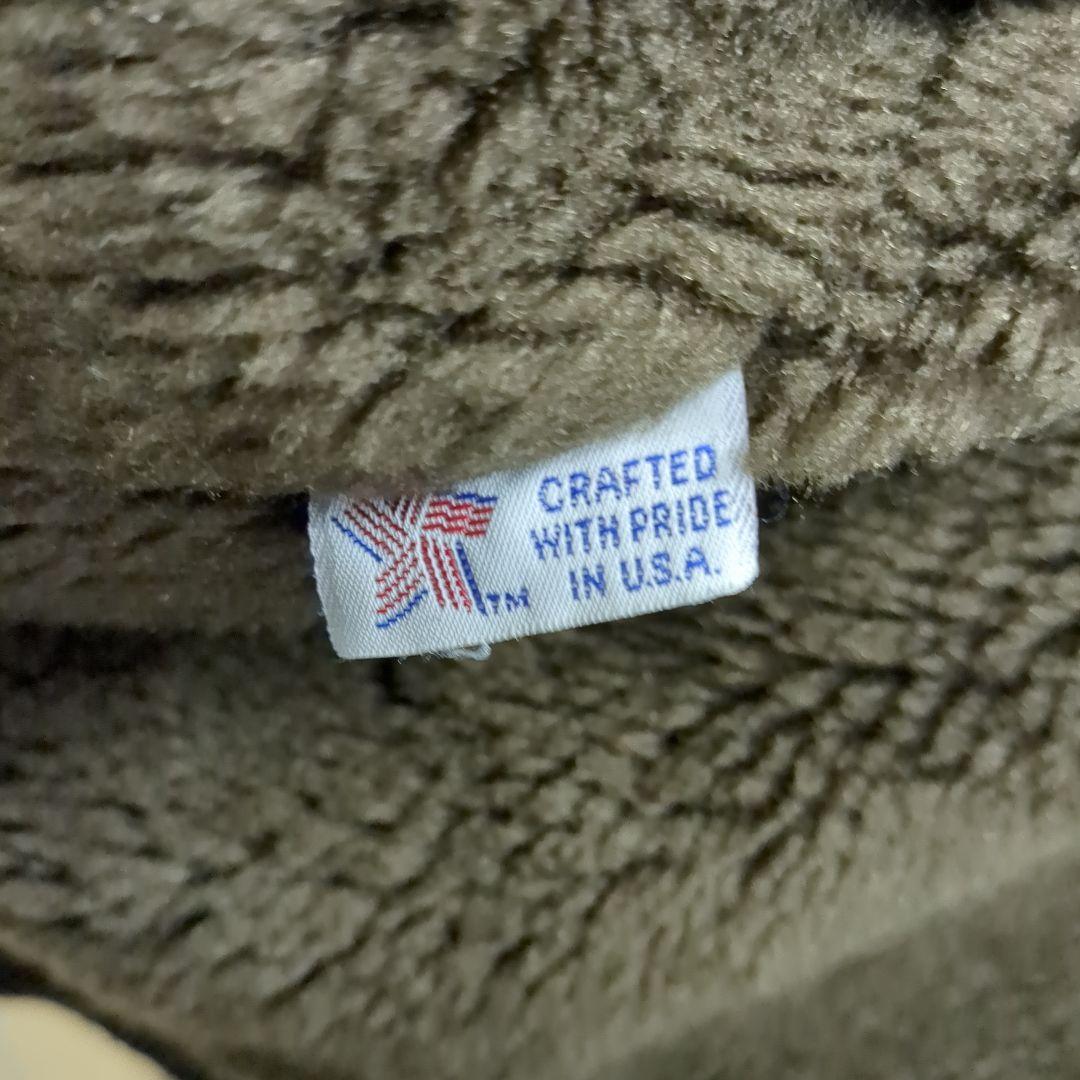 CRAFTED
WITH PRIDE
IN U.S.A.
TM